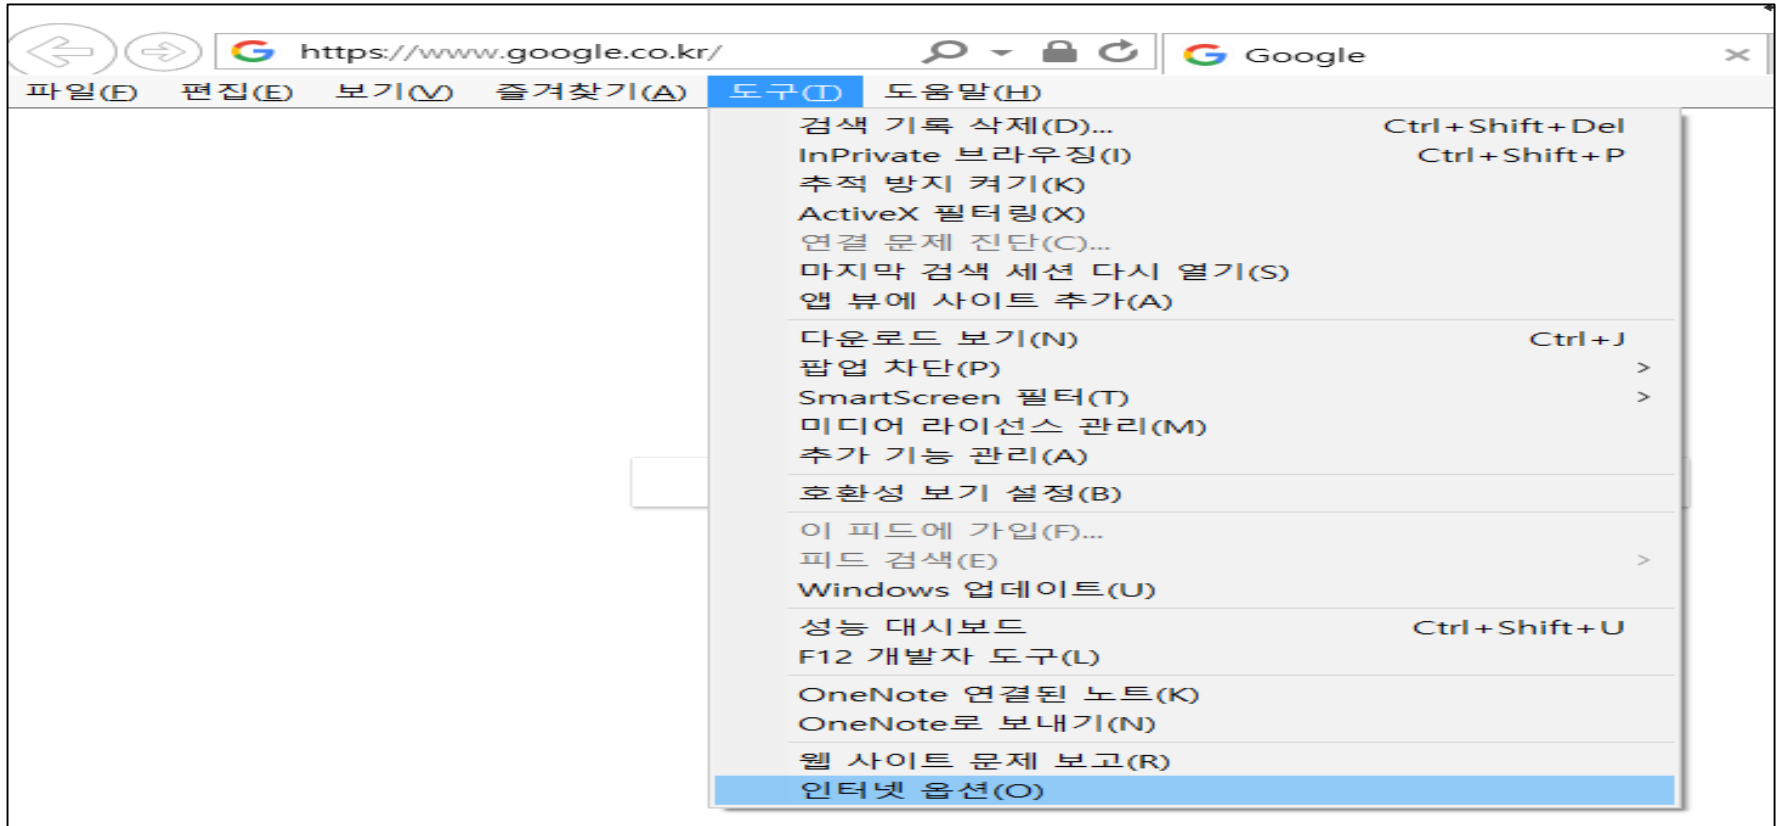 https://www.google.co.kr/ Google
파일(F) 편집(E) 보기(V) 즐겨찾기(A) 도구(T) 도움말(H)
검색 기록 삭제(D)... Ctrl+Shift+Del
InPrivate 브라우징(I) Ctrl+Shift+P
추적 방지 켜기(K)
ActiveX 필터링(X)
연결 문제 진단(C)...
마지막 검색 세션 다시 열기(S)
앱 뷰에 사이트 추가(A)
다운로드 보기(N) Ctrl+J
팝업 차단(P) >
SmartScreen 필터(T) >
미디어 라이선스 관리(M)
추가 기능 관리(A)
호환성 보기 설정(B)
이 피드에 가입(F)...
피드 검색(E) >
Windows 업데이트(U)
성능 대시보드 Ctrl+Shift+U
F12 개발자 도구(L)
OneNote 연결된 노트(K)
OneNote로 보내기(N)
웹 사이트 문제 보고(R)
인터넷 옵션(O)